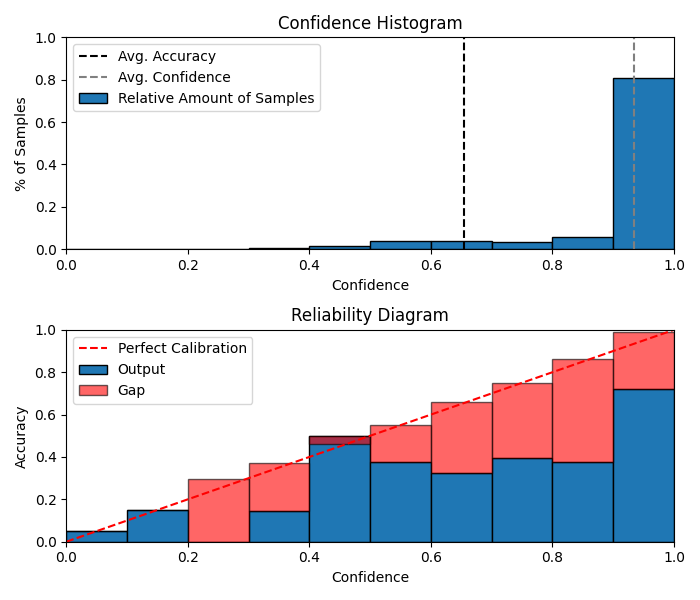 Confidence Histogram
1.0
0.8
0.6
0.4
0.2
0.0
% of Samples
Avg. Accuracy
Avg. Confidence
Relative Amount of Samples
0.0 0.2 0.4 0.6 0.8 1.0
Confidence
Reliability Diagram
1.0
0.8
0.6
0.4
0.2
0.0
Accuracy
Perfect Calibration
Output
Gap
0.0 0.2 0.4 0.6 0.8 1.0
Confidence